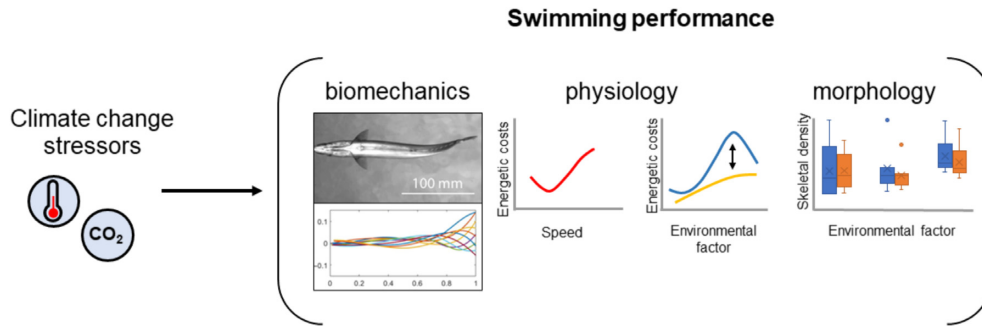 Swimming performance
Climate change
stressors
CO2
biomechanics
100 mm
0.1
0
−0.1
0
0.2
0.4
0.6
0.8
1
physiology
Energetic costs
Speed
Energetic costs
Environmental
factor
morphology
Skeletal density
Environmental factor